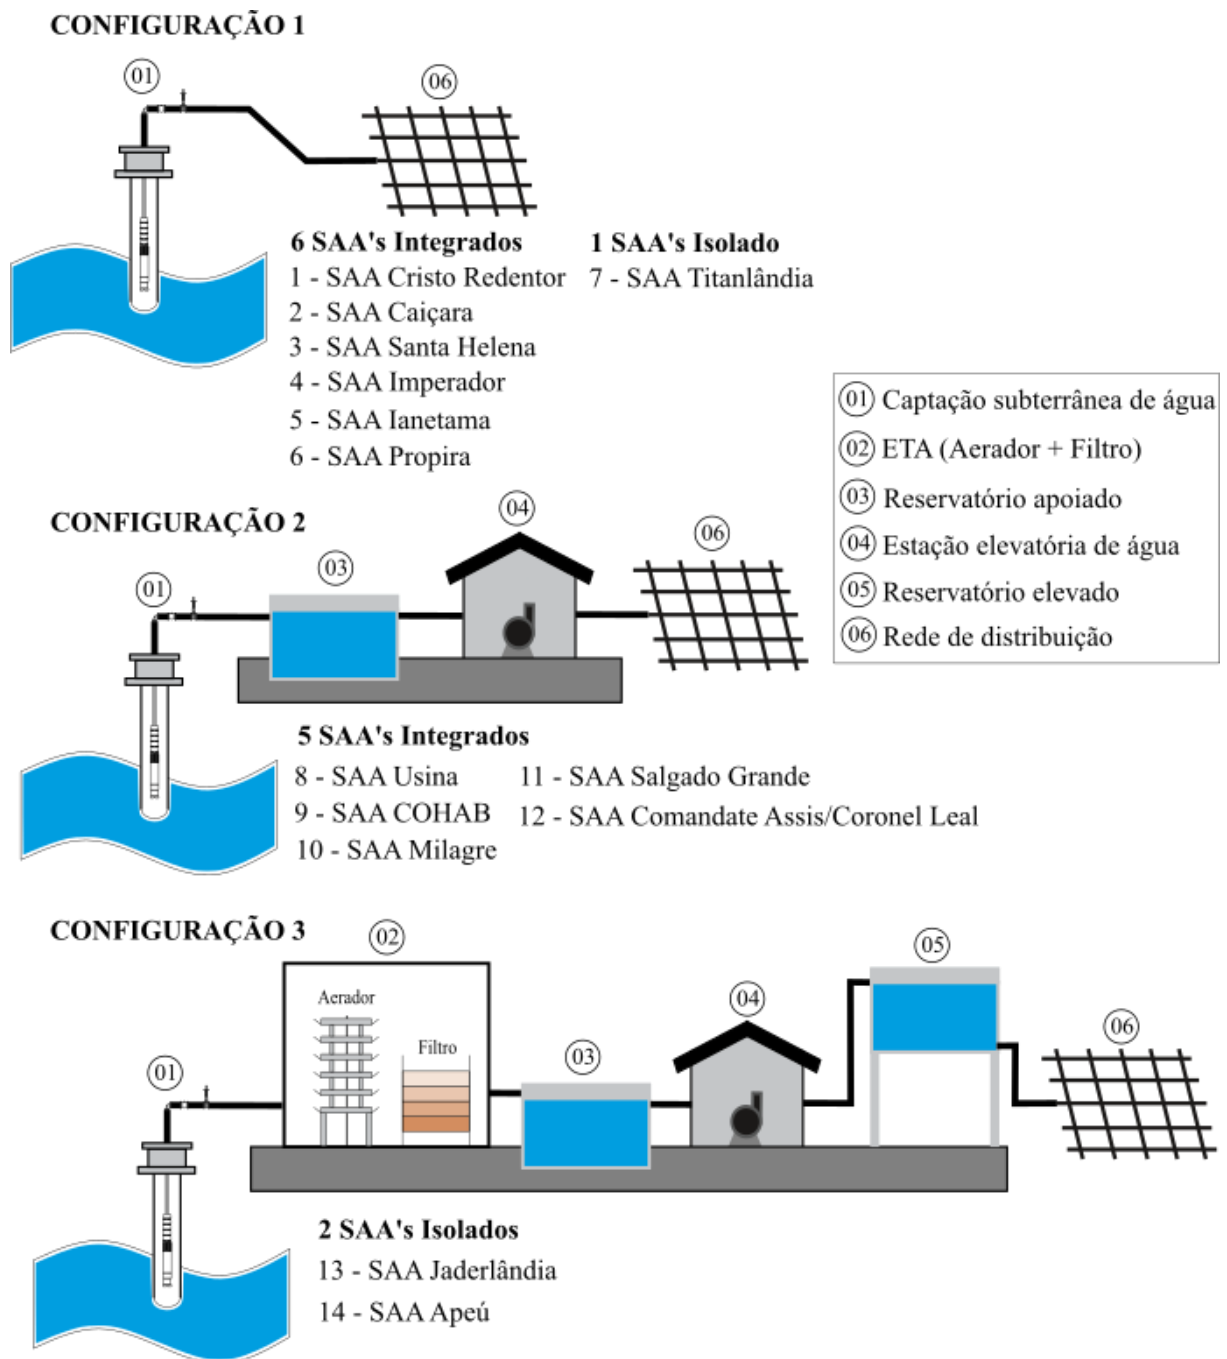 CONFIGURAÇÃO 1
01
06
6 SAA's Integrados
1 - SAA Cristo Redentor
2 - SAA Caiçara
3 - SAA Santa Helena
4 - SAA Imperador
5 - SAA Ianetama
6 - SAA Propira
1 SAA's Isolado
7 - SAA Titanlândia
01 Captação subterrânea de água
02 ETA (Aerador + Filtro)
03 Reservatório apoiado
04 Estação elevatória de água
05 Reservatório elevado
06 Rede de distribuição
CONFIGURAÇÃO 2
01
03
04
06
5 SAA's Integrados
8 - SAA Usina
9 - SAA COHAB
10 - SAA Milagre
11 - SAA Salgado Grande
12 - SAA Comandate Assis/Coronel Leal
CONFIGURAÇÃO 3
01
02
Aerador
Filtro
03
04
05
06
2 SAA's Isolados
13 - SAA Jaderlândia
14 - SAA Apeú